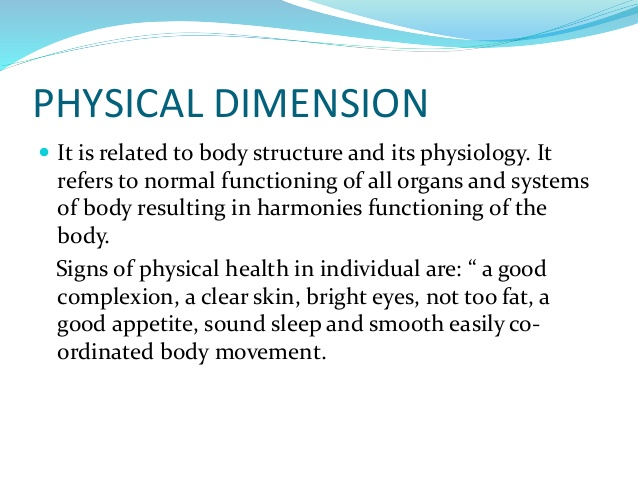 PHYSICAL DIMENSION
• It is related to body structure and its physiology. It
refers to normal functioning of all organs and systems
of body resulting in harmonies functioning of the
body.
Signs of physical health in individual are: “ a good
complexion, a clear skin, bright eyes, not too fat, a
good appetite, sound sleep and smooth easily co-
ordinated body movement.